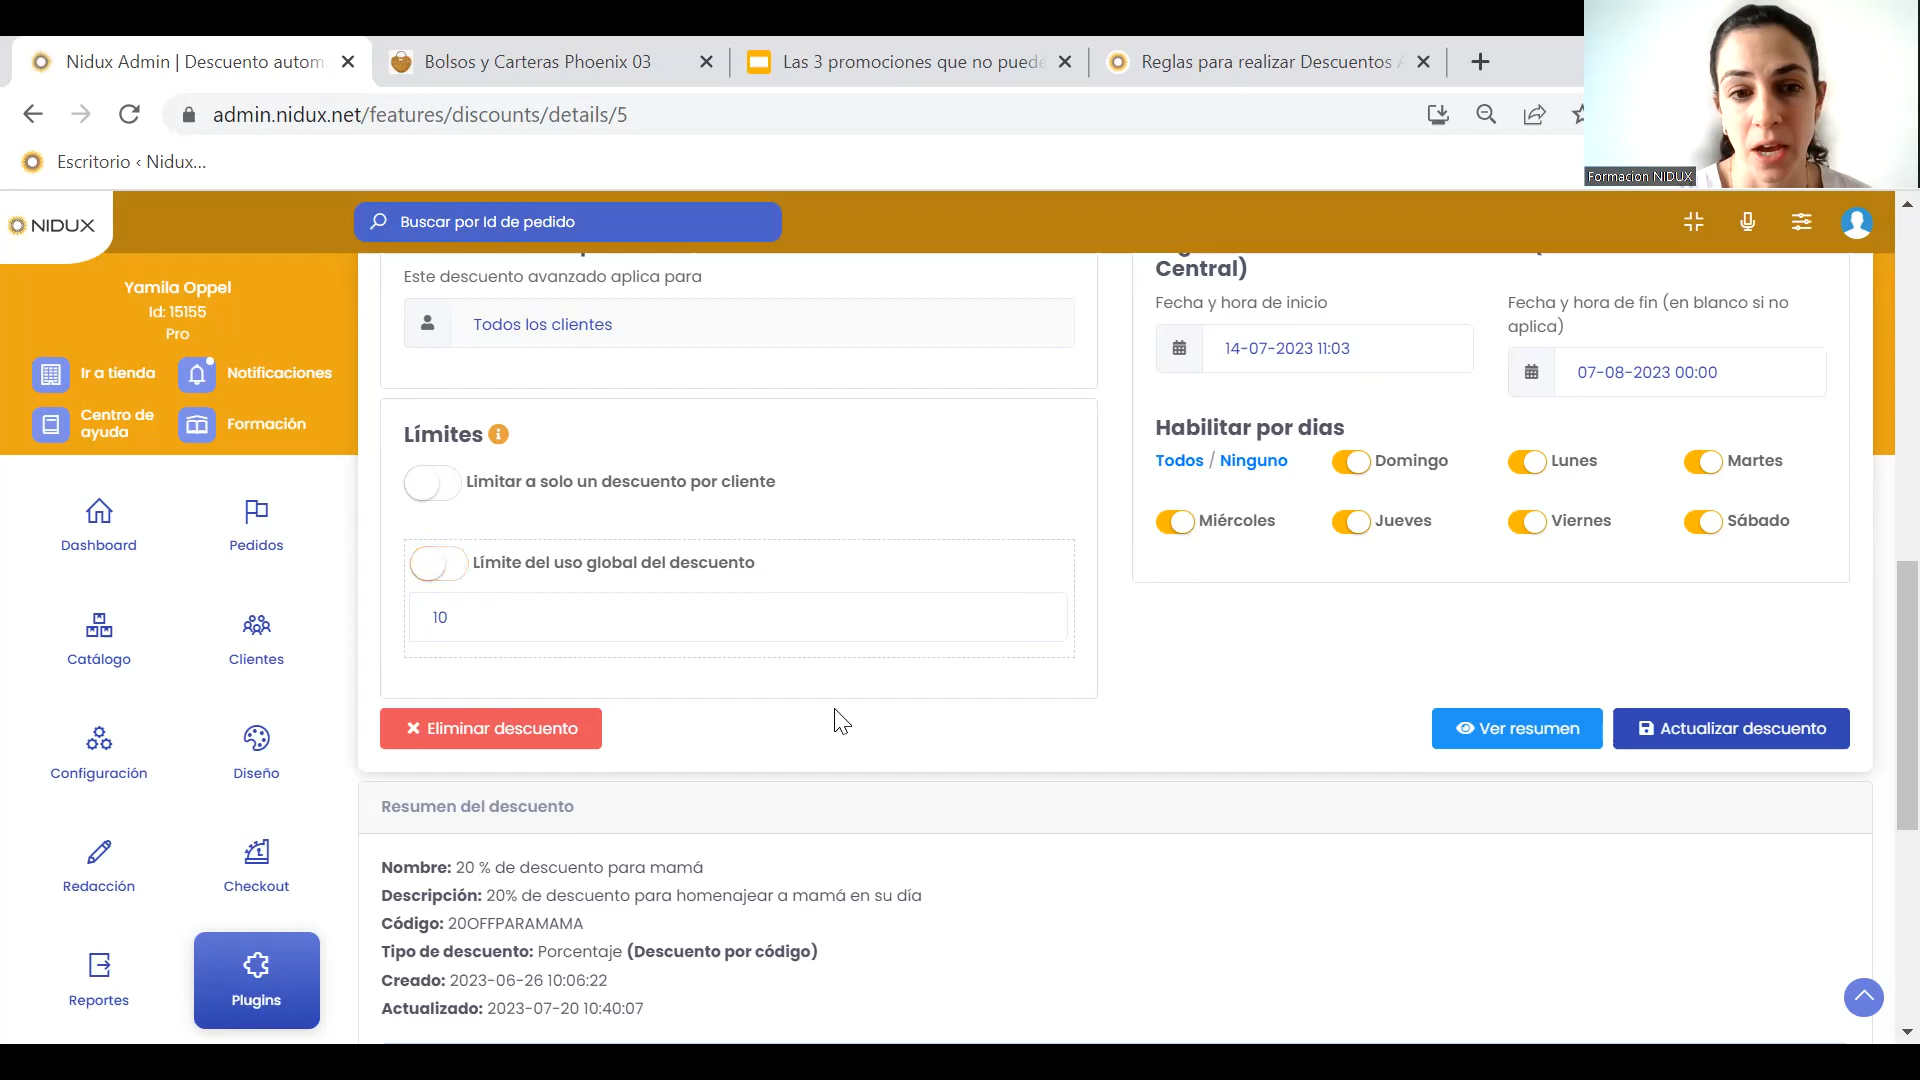 Nidux Admin | Descuento autom
Bolsos y Carteras Phoenix 03
Las 3 promociones que no puede
Reglas para realizar Descuentos A
admin.nidux.net/features/discounts/details/5
Escritorio ‹ Nidux...
Formacion NIDUX
NIDUX
Buscar por Id de pedido
Yamila Oppel
Id: 15155
Pro
Ir a tienda
Notificaciones
Centro de ayuda
Formación
Dashboard
Pedidos
Catálogo
Clientes
Configuración
Diseño
Redacción
Checkout
Reportes
Plugins
Este descuento avanzado aplica para
Todos los clientes
Límites
Limitar a solo un descuento por cliente
Límite del uso global del descuento
10
Central)
Fecha y hora de inicio
14-07-2023 11:03
Fecha y hora de fin (en blanco si no
aplica)
07-08-2023 00:00
Habilitar por dias
Todos / Ninguno
Domingo
Lunes
Martes
Miércoles
Jueves
Viernes
Sábado
Eliminar descuento
Ver resumen
Actualizar descuento
Resumen del descuento
Nombre: 20 % de descuento para mamá
Descripción: 20% de descuento para homenajear a mamá en su día
Código: 20OFFPARAMAMA
Tipo de descuento: Porcentaje (Descuento por código)
Creado: 2023-06-26 10:06:22
Actualizado: 2023-07-20 10:40:07